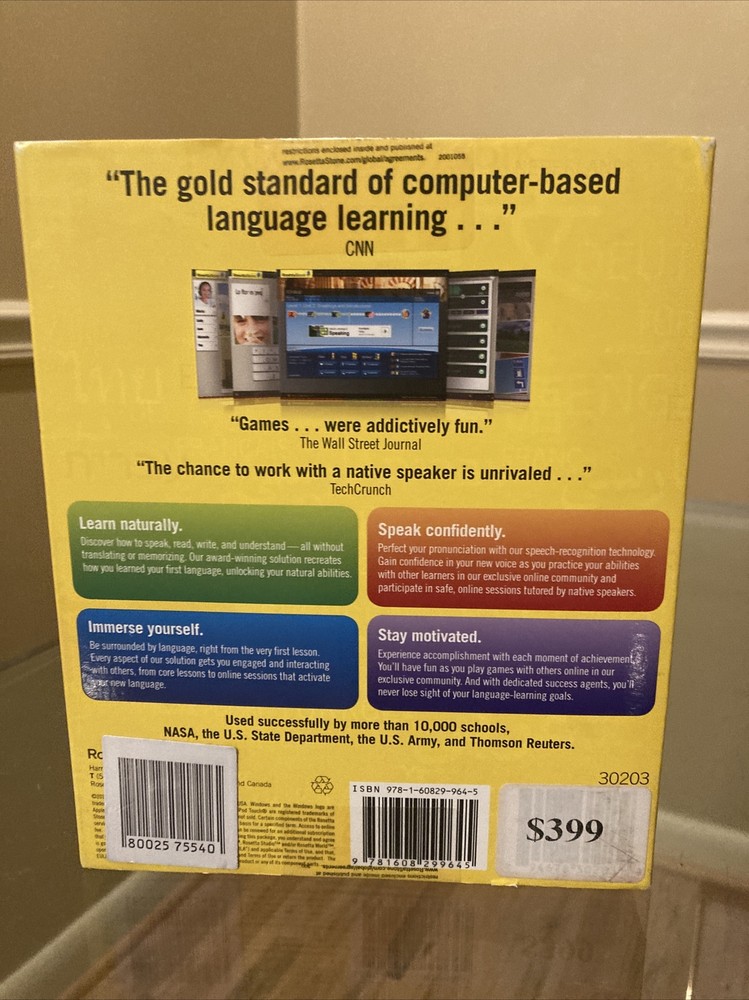 restrictions enclosed inside and published at
www.RosettaStone.com/global/agreements. 2001055
“The gold standard of computer-based
language learning . . .”
CNN
“Games . . . were addictively fun.”
The Wall Street Journal
“The chance to work with a native speaker is unrivaled . . .”
TechCrunch
Learn naturally.
Discover how to speak, read, write, and understand — all without
translating or memorizing. Our award-winning solution recreates
how you learned your first language, unlocking your natural abilities.
Speak confidently.
Perfect your pronunciation with our speech-recognition technology.
Gain confidence in your new voice as you practice your abilities
with other learners in our exclusive online community and
participate in safe, online sessions tutored by native speakers.
Immerse yourself.
Be surrounded by language, right from the very first lesson.
Every aspect of our solution gets you engaged and interacting
with others, from core lessons to online sessions that activate
your new language.
Stay motivated.
Experience accomplishment with each moment of achievement.
You’ll have fun as you play games with others online in our
exclusive community. And with dedicated success agents, you’ll
never lose sight of your language-learning goals.
Used successfully by more than 10,000 schools,
NASA, the U.S. State Department, the U.S. Army, and Thomson Reuters.
80025 75540
Canada
ISBN 978-1-60829-964-5
9 781608 299645
30203
$399